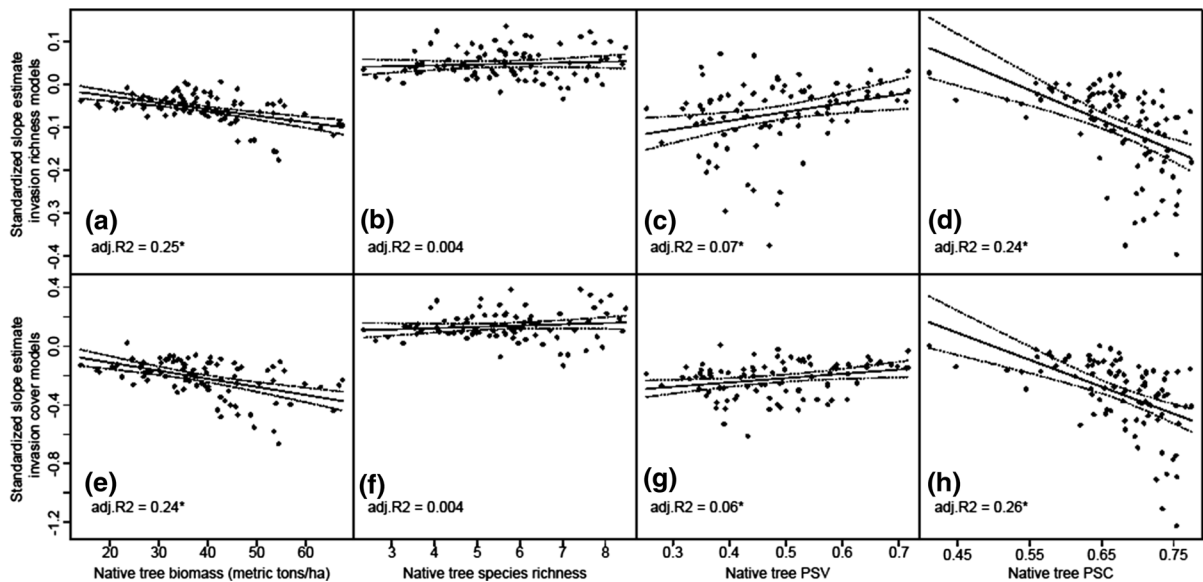 Standardized slope estimate
invasion richness models
0.1
0.0
-0.1
-0.2
-0.3
-0.4
(a)
adj.R2 = 0.25*
(b)
adj.R2 = 0.004
(c)
adj.R2 = 0.07*
(d)
adj.R2 = 0.24*
Standardized slope estimate
invasion cover models
0.4
0.0
-0.4
-0.8
-1.2
(e)
adj.R2 = 0.24*
(f)
adj.R2 = 0.004
(g)
adj.R2 = 0.06*
(h)
adj.R2 = 0.26*
20 30 40 50 60
3 4 5 6 7 8
0.3 0.4 0.5 0.6 0.7
0.45 0.55 0.65 0.75
Native tree biomass (metric tons/ha)
Native tree species richness
Native tree PSV
Native tree PSC